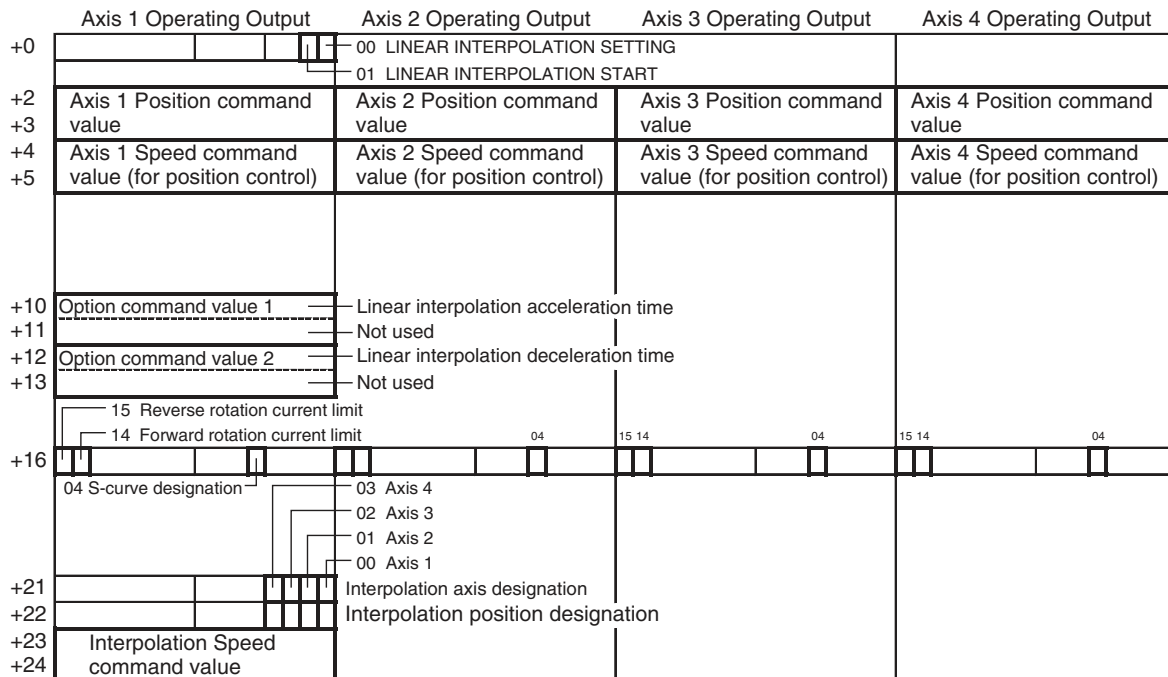 Axis 1 Operating Output Axis 2 Operating Output Axis 3 Operating Output Axis 4 Operating Output
+0 00 LINEAR INTERPOLATION SETTING
01 LINEAR INTERPOLATION START
+2 Axis 1 Position command Axis 2 Position command Axis 3 Position command Axis 4 Position command
+3 value value value value
+4 Axis 1 Speed command Axis 2 Speed command Axis 3 Speed command Axis 4 Speed command
+5 value (for position control) value (for position control) value (for position control) value (for position control)
+10 Option command value 1 Linear interpolation acceleration time
+11 Not used
+12 Option command value 2 Linear interpolation deceleration time
+13 Not used
15 Reverse rotation current limit
14 Forward rotation current limit 04 15 14 04 15 14 04
+16
04 S-curve designation 03 Axis 4
02 Axis 3
01 Axis 2
00 Axis 1
+21 Interpolation axis designation
+22 Interpolation position designation
+23 Interpolation Speed
+24 command value